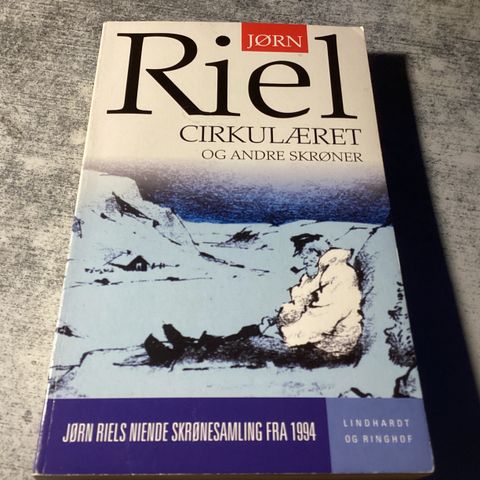 JØRN
Riel
CIRKULÆRET
OG ANDRE SKRØNER
JØRN RIELS NIENDE SKRØNESAMLING FRA 1994
LINDHARDT
OG RINGHOF